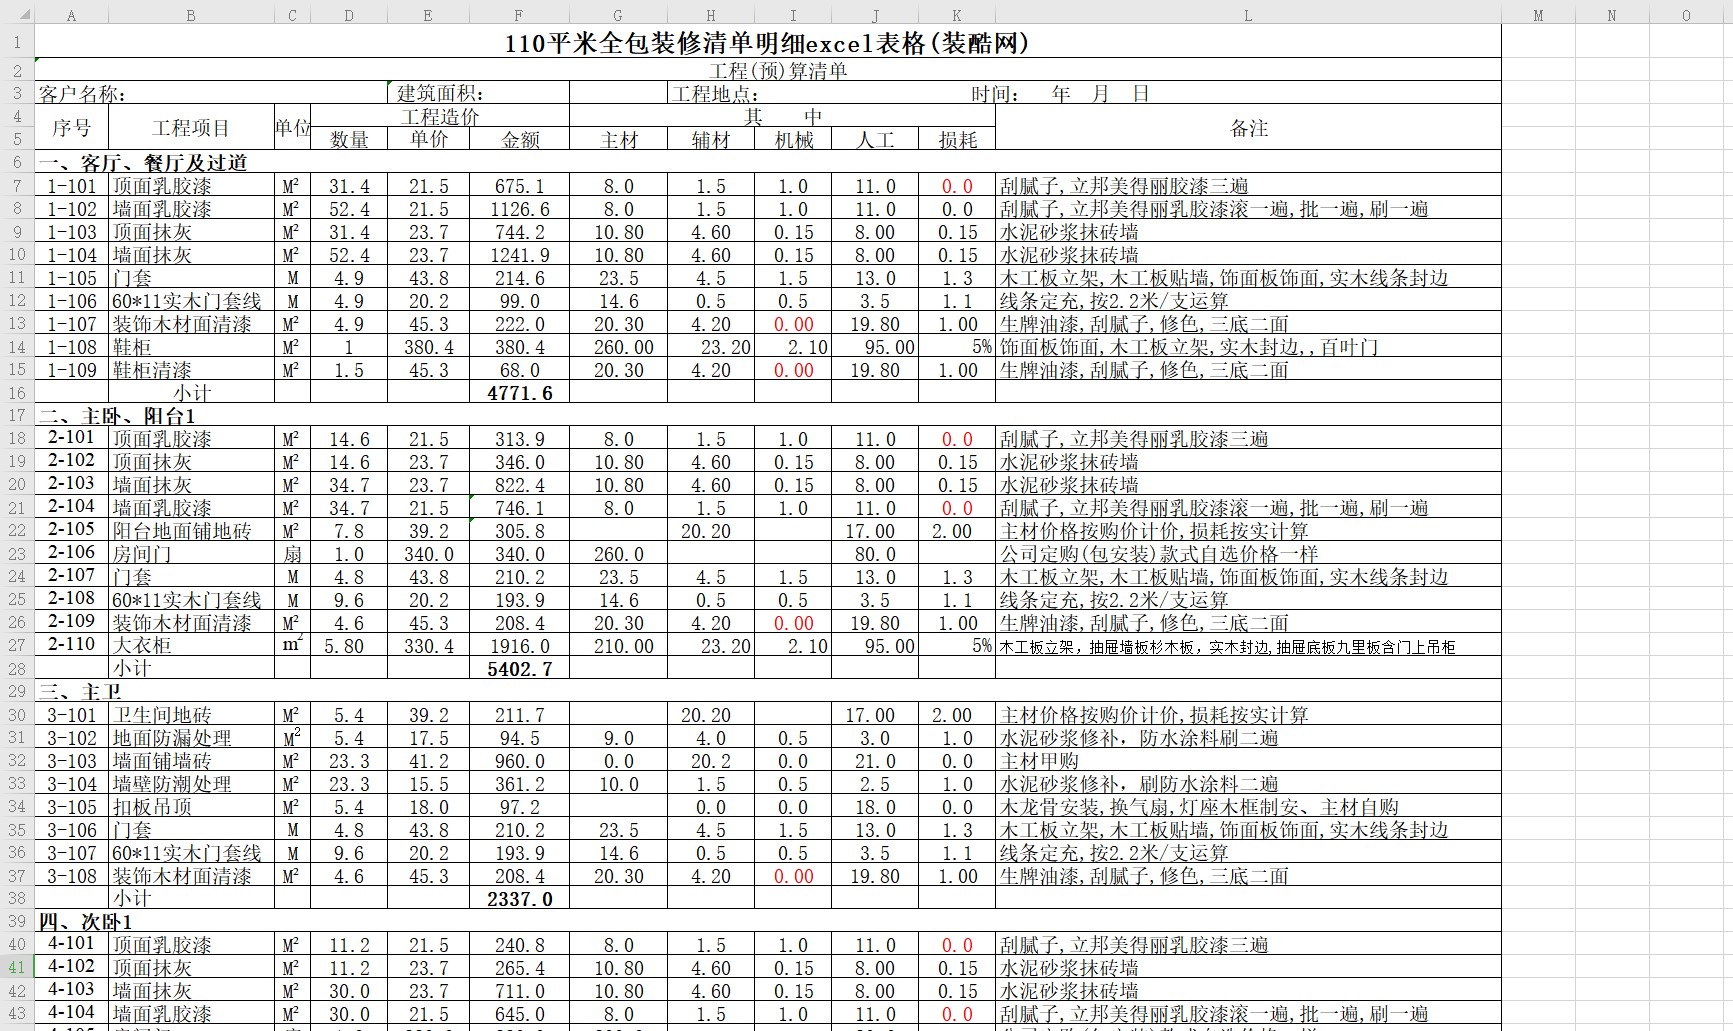 A B C D E F G H I J K L M N O
1 110平米全包装修清单明细excel表格(装酷网)
2 工程(预)算清单
3 客户名称: 建筑面积: 工程地点: 时间: 年 月 日
4 序号 工程项目 单位 工程造价 其 中 备注
5 数量 单价 金额 主材 辅材 机械 人工 损耗
6 一、客厅、餐厅及过道
7 1-101 顶面乳胶漆 M² 31.4 21.5 675.1 8.0 1.5 1.0 11.0 0.0 刮腻子,立邦美得丽胶漆三遍
8 1-102 墙面乳胶漆 M² 52.4 21.5 1126.6 8.0 1.5 1.0 11.0 0.0 刮腻子,立邦美得丽乳胶漆滚一遍,批一遍,刷一遍
9 1-103 顶面抹灰 M² 31.4 23.7 744.2 10.80 4.60 0.15 8.00 0.15 水泥砂浆抹砖墙
10 1-104 墙面抹灰 M² 52.4 23.7 1241.9 10.80 4.60 0.15 8.00 0.15 水泥砂浆抹砖墙
11 1-105 门套 M 4.9 43.8 214.6 23.5 4.5 1.5 13.0 1.3 木工板立架,木工板贴墙,饰面板饰面,实木线条封边
12 1-106 60*11实木门套线 M 4.9 20.2 99.0 14.6 0.5 0.5 3.5 1.1 线条定充,按2.2米/支运算
13 1-107 装饰木材面清漆 M² 4.9 45.3 222.0 20.30 4.20 0.00 19.80 1.00 生牌油漆,刮腻子,修色,三底二面
14 1-108 鞋柜 M² 1 380.4 380.4 260.00 23.20 2.10 95.00 5% 饰面板饰面,木工板立架,实木封边,,百叶门
15 1-109 鞋柜清漆 M² 1.5 45.3 68.0 20.30 4.20 0.00 19.80 1.00 生牌油漆,刮腻子,修色,三底二面
16 小计 4771.6
17 二、主卧、阳台1
18 2-101 顶面乳胶漆 M² 14.6 21.5 313.9 8.0 1.5 1.0 11.0 0.0 刮腻子,立邦美得丽乳胶漆三遍
19 2-102 顶面抹灰 M² 14.6 23.7 346.0 10.80 4.60 0.15 8.00 0.15 水泥砂浆抹砖墙
20 2-103 墙面抹灰 M² 34.7 23.7 822.4 10.80 4.60 0.15 8.00 0.15 水泥砂浆抹砖墙
21 2-104 墙面乳胶漆 M² 34.7 21.5 746.1 8.0 1.5 1.0 11.0 0.0 刮腻子,立邦美得丽乳胶漆滚一遍,批一遍,刷一遍
22 2-105 阳台地面铺地砖 M² 7.8 39.2 305.8 20.20 17.00 2.00 主材价格按购价计价,损耗按实计算
23 2-106 房间门 扇 1.0 340.0 340.0 260.0 80.0 公司定购(包安装)款式自选价格一样
24 2-107 门套 M 4.8 43.8 210.2 23.5 4.5 1.5 13.0 1.3 木工板立架,木工板贴墙,饰面板饰面,实木线条封边
25 2-108 60*11实木门套线 M 9.6 20.2 193.9 14.6 0.5 0.5 3.5 1.1 线条定充,按2.2米/支运算
26 2-109 装饰木材面清漆 M² 4.6 45.3 208.4 20.30 4.20 0.00 19.80 1.00 生牌油漆,刮腻子,修色,三底二面
27 2-110 大衣柜 m² 5.80 330.4 1916.0 210.00 23.20 2.10 95.00 5% 木工板立架，抽屉墙板杉木板，实木封边,抽屉底板九里板含门上吊柜
28 小计 5402.7
29 三、主卫
30 3-101 卫生间地砖 M² 5.4 39.2 211.7 20.20 17.00 2.00 主材价格按购价计价,损耗按实计算
31 3-102 地面防漏处理 M² 5.4 17.5 94.5 9.0 4.0 0.5 3.0 1.0 水泥砂浆修补，防水涂料刷二遍
32 3-103 墙面铺墙砖 M² 23.3 41.2 960.0 0.0 20.2 0.0 21.0 0.0 主材甲购
33 3-104 墙壁防潮处理 M² 23.3 15.5 361.2 10.0 1.5 0.5 2.5 1.0 水泥砂浆修补，刷防水涂料二遍
34 3-105 扣板吊顶 M² 5.4 18.0 97.2 0.0 0.0 18.0 0.0 木龙骨安装,换气扇,灯座木框制安、主材自购
35 3-106 门套 M 4.8 43.8 210.2 23.5 4.5 1.5 13.0 1.3 木工板立架,木工板贴墙,饰面板饰面,实木线条封边
36 3-107 60*11实木门套线 M 9.6 20.2 193.9 14.6 0.5 0.5 3.5 1.1 线条定充,按2.2米/支运算
37 3-108 装饰木材面清漆 M² 4.6 45.3 208.4 20.30 4.20 0.00 19.80 1.00 生牌油漆,刮腻子,修色,三底二面
38 小计 2337.0
39 四、次卧1
40 4-101 顶面乳胶漆 M² 11.2 21.5 240.8 8.0 1.5 1.0 11.0 0.0 刮腻子,立邦美得丽乳胶漆三遍
41 4-102 顶面抹灰 M² 11.2 23.7 265.4 10.80 4.60 0.15 8.00 0.15 水泥砂浆抹砖墙
42 4-103 墙面抹灰 M² 30.0 23.7 711.0 10.80 4.60 0.15 8.00 0.15 水泥砂浆抹砖墙
43 4-104 墙面乳胶漆 M² 30.0 21.5 645.0 8.0 1.5 1.0 11.0 0.0 刮腻子,立邦美得丽乳胶漆滚一遍,批一遍,刷一遍